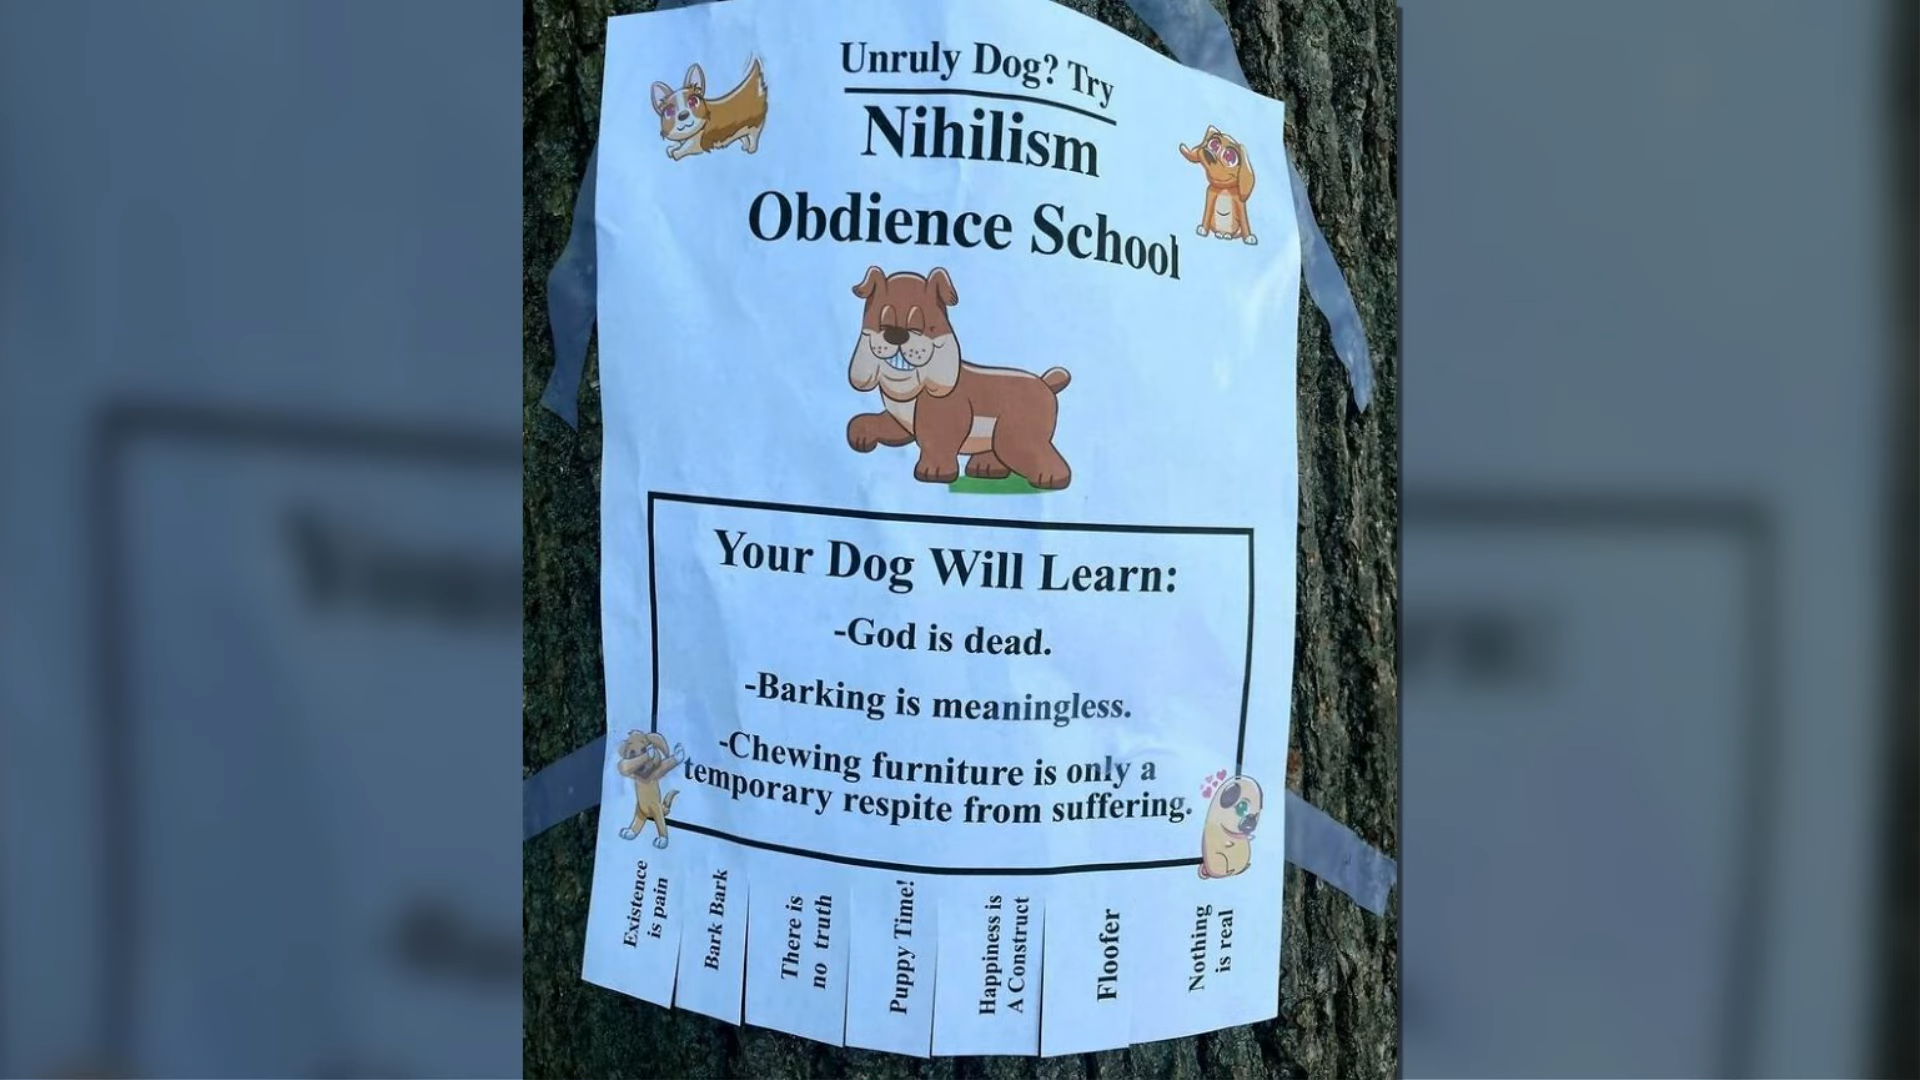 Unruly Dog? Try
Nihilism
Obdience School
Your Dog Will Learn:
-God is dead.
-Barking is meaningless.
-Chewing furniture is only a
temporary respite from suffering.
Existence
is pain
Bark Bark
There is
no truth
Puppy Time!
Happiness is
A Construct
Floofer
Nothing
is real